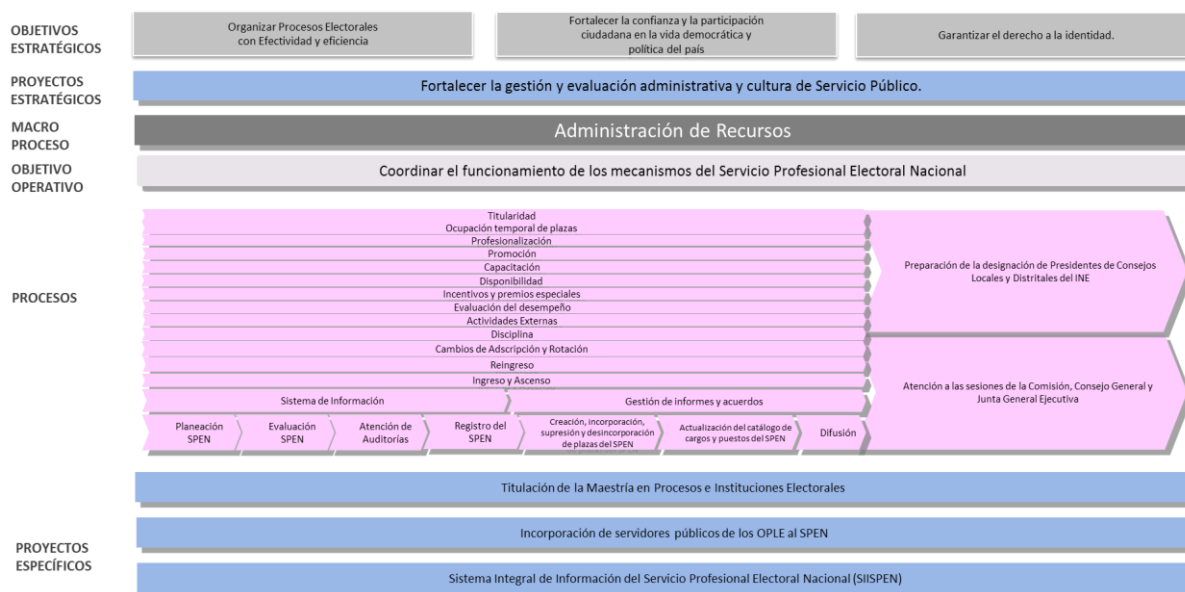 OBJETIVOS
ESTRATÉGICOS
Organizar Procesos Electorales
con Efectividad y eficiencia
Fortalecer la confianza y la participación
ciudadana en la vida democrática y
política del país
Garantizar el derecho a la identidad.
PROYECTOS
ESTRATÉGICOS
Fortalecer la gestión y evaluación administrativa y cultura de Servicio Público.
MACRO
PROCESO
Administración de Recursos
OBJETIVO
OPERATIVO
Coordinar el funcionamiento de los mecanismos del Servicio Profesional Electoral Nacional
PROCESOS
Titularidad
Ocupación temporal de plazas
Profesionalización
Promoción
Capacitación
Disponibilidad
Incentivos y premios especiales
Evaluación del desempeño
Actividades Externas
Disciplina
Cambios de Adscripción y Rotación
Reingreso
Ingreso y Ascenso
Sistema de Información
Gestión de informes y acuerdos
Planeación
SPEN
Evaluación
SPEN
Atención de
Auditorías
Registro del
SPEN
Creación, incorporación,
supresión y desincorporación
de plazas del SPEN
Actualización del catálogo de
cargos y puestos del SPEN
Difusión
Preparación de la designación de Presidentes de Consejos
Locales y Distritales del INE
Atención a las sesiones de la Comisión, Consejo General y
Junta General Ejecutiva
PROYECTOS
ESPECÍFICOS
Titulación de la Maestría en Procesos e Instituciones Electorales
Incorporación de servidores públicos de los OPLE al SPEN
Sistema Integral de Información del Servicio Profesional Electoral Nacional (SIISPEN)